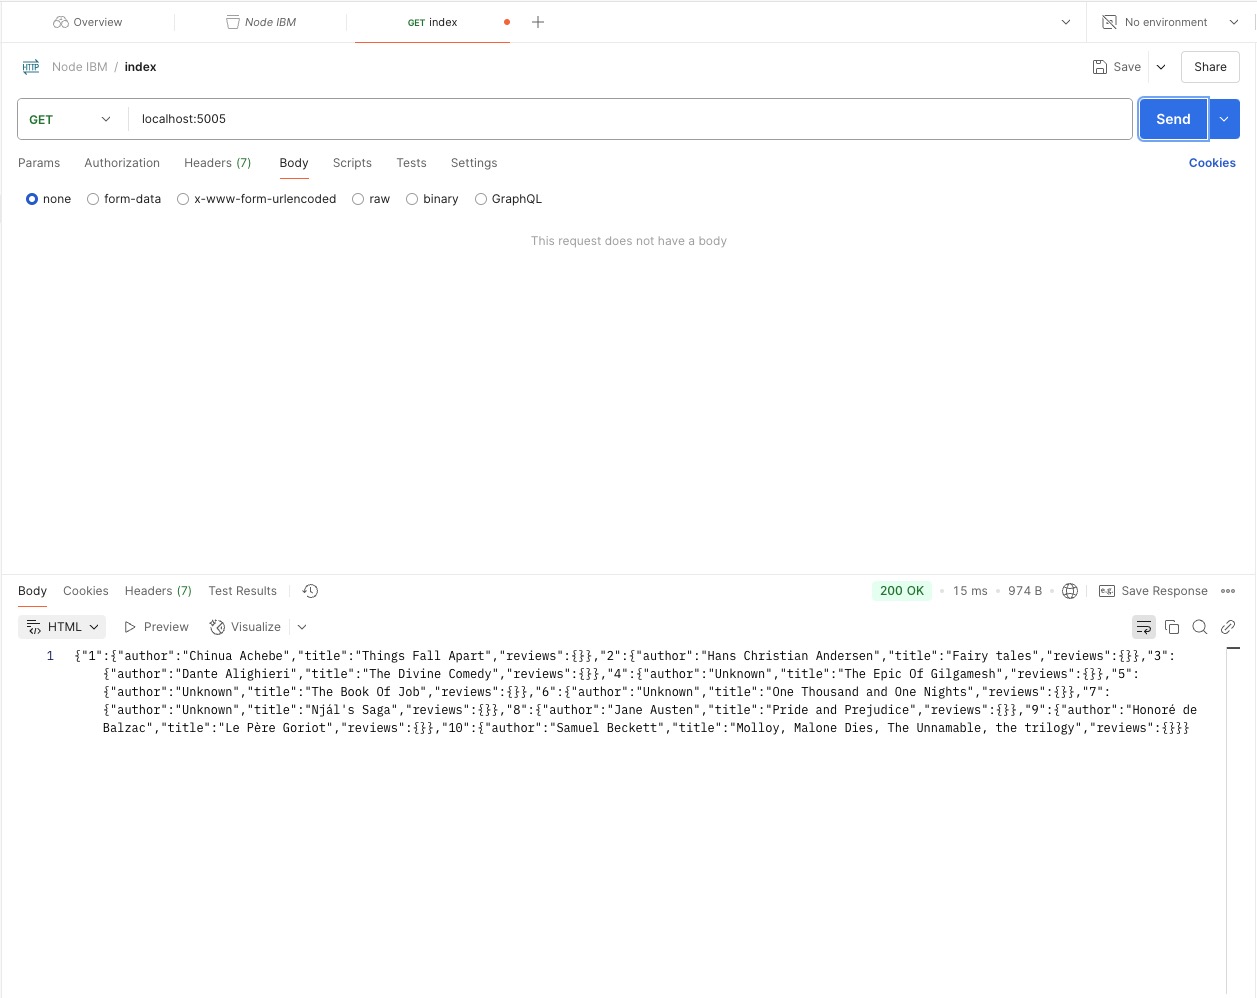 Overview Node IBM GET index No environment
HTTP Node IBM / index Save Share
GET localhost:5005 Send
Params Authorization Headers (7) Body Scripts Tests Settings Cookies
none form-data x-www-form-urlencoded raw binary GraphQL
This request does not have a body
Body Cookies Headers (7) Test Results 200 OK 15 ms 974 B e.g. Save Response
HTML Preview Visualize
1 {"1":{"author":"Chinua Achebe","title":"Things Fall Apart","reviews":{}},"2":{"author":"Hans Christian Andersen","title":"Fairy tales","reviews":{}},"3":
{"author":"Dante Alighieri","title":"The Divine Comedy","reviews":{}},"4":{"author":"Unknown","title":"The Epic Of Gilgamesh","reviews":{}},"5":
{"author":"Unknown","title":"The Book Of Job","reviews":{}},"6":{"author":"Unknown","title":"One Thousand and One Nights","reviews":{}},"7":
{"author":"Unknown","title":"Njál's Saga","reviews":{}},"8":{"author":"Jane Austen","title":"Pride and Prejudice","reviews":{}},"9":{"author":"Honoré de
Balzac","title":"Le Père Goriot","reviews":{}},"10":{"author":"Samuel Beckett","title":"Molloy, Malone Dies, The Unnamable, the trilogy","reviews":{}}}